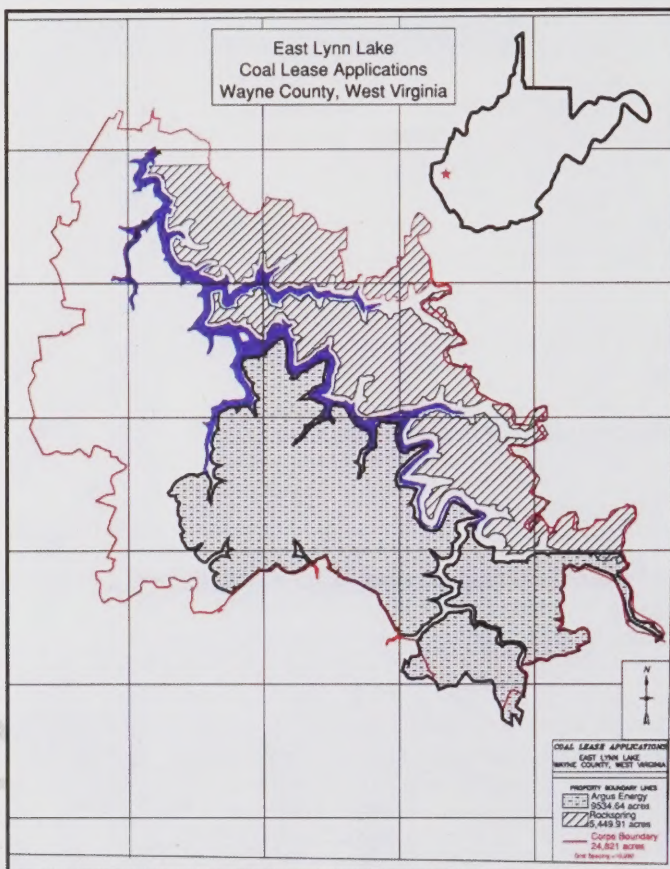 East Lynn Lake
Coal Lease Applications
Wayne County, West Virginia
N
COAL LEASE APPLICATIONS
EAST LYNN LAKE
WAYNE COUNTY, WEST VIRGINIA
PROPERTY BOUNDARY LINES
Argus Energy
9534.64 acres
Rockspring
5,449.91 acres
Corps Boundary
24,821 acres
Grid Spacing